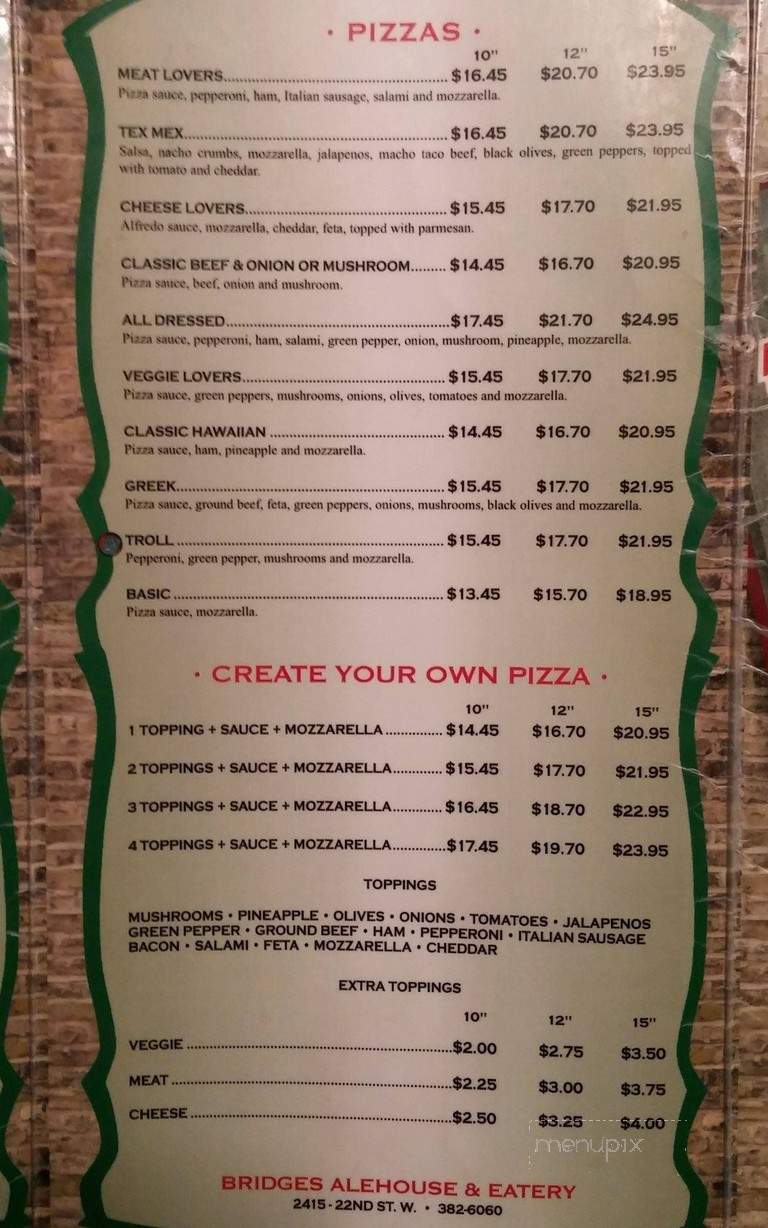 • PIZZAS •
10" 12" 15"
MEAT LOVERS........ $16.45 $20.70 $23.95
Pizza sauce, pepperoni, ham, Italian sausage, salami and mozzarella.
TEX MEX........ $16.45 $20.70 $23.95
Salsa, nacho crumbs, mozzarella, jalapenos, macho taco beef, black olives, green peppers, topped
with tomato and cheddar.
CHEESE LOVERS........ $15.45 $17.70 $21.95
Alfredo sauce, mozzarella, cheddar, feta, topped with parmesan.
CLASSIC BEEF & ONION OR MUSHROOM........ $14.45 $16.70 $20.95
Pizza sauce, beef, onion and mushroom.
ALL DRESSED........ $17.45 $21.70 $24.95
Pizza sauce, pepperoni, ham, salami, green pepper, onion, mushroom, pineapple, mozzarella.
VEGGIE LOVERS........ $15.45 $17.70 $21.95
Pizza sauce, green peppers, mushrooms, onions, olives, tomatoes and mozzarella.
CLASSIC HAWAIIAN ........ $14.45 $16.70 $20.95
Pizza sauce, ham, pineapple and mozzarella.
GREEK........ $15.45 $17.70 $21.95
Pizza sauce, ground beef, feta, green peppers, onions, mushrooms, black olives and mozzarella.
TROLL ........ $15.45 $17.70 $21.95
Pepperoni, green pepper, mushrooms and mozzarella.
BASIC ........ $13.45 $15.70 $18.95
Pizza sauce, mozzarella.
• CREATE YOUR OWN PIZZA •
10" 12" 15"
1 TOPPING + SAUCE + MOZZARELLA ........ $14.45 $16.70 $20.95
2 TOPPINGS + SAUCE + MOZZARELLA........ $15.45 $17.70 $21.95
3 TOPPINGS + SAUCE + MOZZARELLA........ $16.45 $18.70 $22.95
4 TOPPINGS + SAUCE + MOZZARELLA........ $17.45 $19.70 $23.95
TOPPINGS
MUSHROOMS • PINEAPPLE • OLIVES • ONIONS • TOMATOES • JALAPENOS
GREEN PEPPER • GROUND BEEF • HAM • PEPPERONI • ITALIAN SAUSAGE
BACON • SALAMI • FETA • MOZZARELLA • CHEDDAR
EXTRA TOPPINGS
10" 12" 15"
VEGGIE ........ $2.00 $2.75 $3.50
MEAT ........ $2.25 $3.00 $3.75
CHEESE ........ $2.50 $3.25 $4.00
menupix
BRIDGES ALEHOUSE & EATERY
2415 - 22ND ST. W. • 382-6060